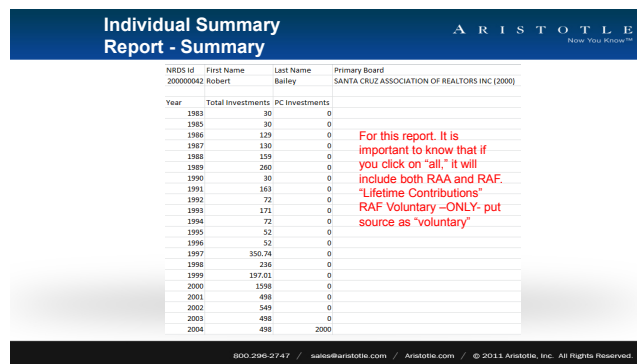 Individual Summary
Report - Summary
ARISTOTLE
Now You Know™
NRDS Id First Name Last Name Primary Board
200000042 Robert Bailey SANTA CRUZ ASSOCIATION OF REALTORS INC (2000)
Year Total Investments PC Investments
1983 30 0
1985 30 0
1986 129 0
1987 130 0
1988 159 0
1989 260 0
1990 30 0
1991 163 0
1992 72 0
1993 171 0
1994 72 0
1995 52 0
1996 52 0
1997 350.74 0
1998 236 0
1999 197.01 0
2000 1598 0
2001 498 0
2002 549 0
2003 498 0
2004 498 2000
For this report. It is
important to know that if
you click on “all,” it will
include both RAA and RAF.
“Lifetime Contributions”
RAF Voluntary –ONLY- put
source as “voluntary”
800.296-2747 / sales@aristotle.com / Aristotle.com / © 2011 Aristotle, Inc. All Rights Reserved.